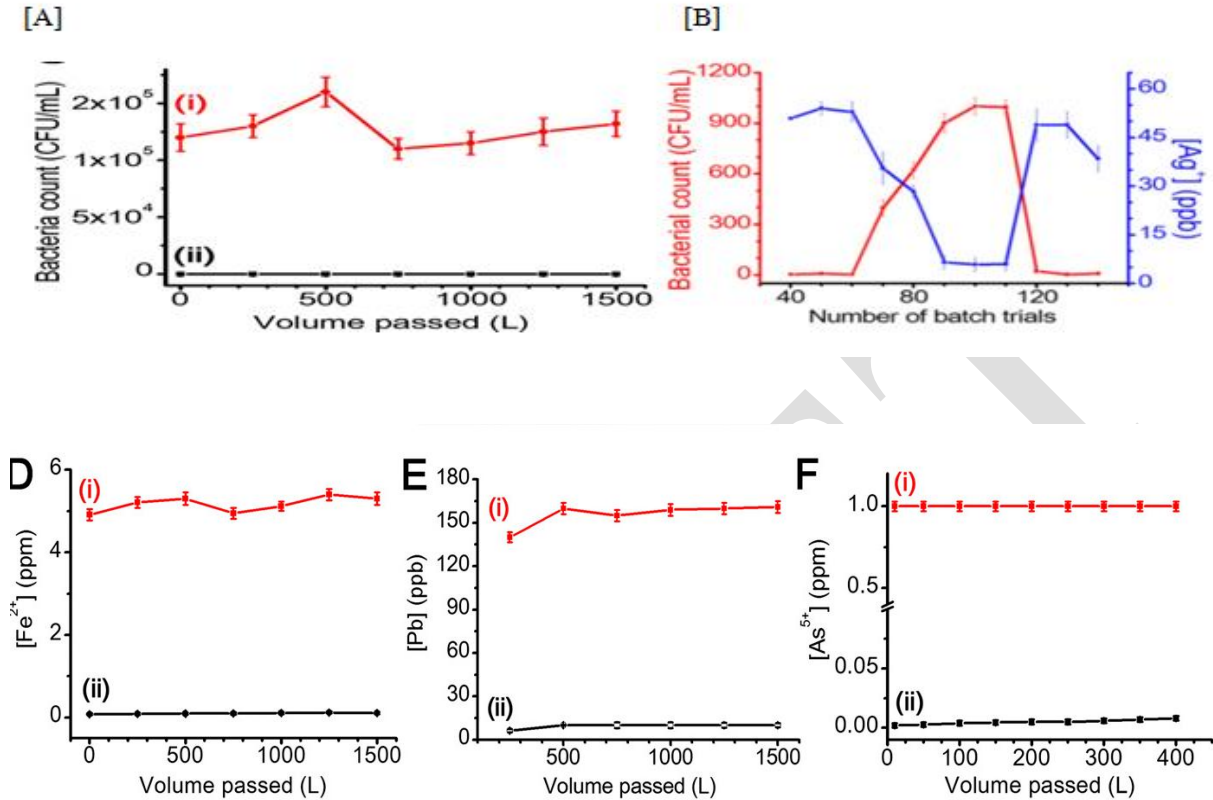 [A]
[B]
Bacteria count (CFU/mL)
2x10⁵
1x10⁵
5x10⁴
0
(i)
(ii)
0 500 1000 1500
Volume passed (L)
Bacterial count (CFU/mL)
1200
900
600
300
0
40 80 120
Number of batch trials
60
45
30
15
0
[Ag⁺] (ppb)
D
[Fe²⁺] (ppm)
6
4
2
0
(i)
(ii)
0 500 1000 1500
Volume passed (L)
E
[Pb] (ppb)
180
150
120
90
60
30
0
(i)
(ii)
500 1000 1500
Volume passed (L)
F
[As⁵⁺] (ppm)
1.0
0.5
0.05
0.00
(i)
(ii)
0 100 200 300 400
Volume passed (L)